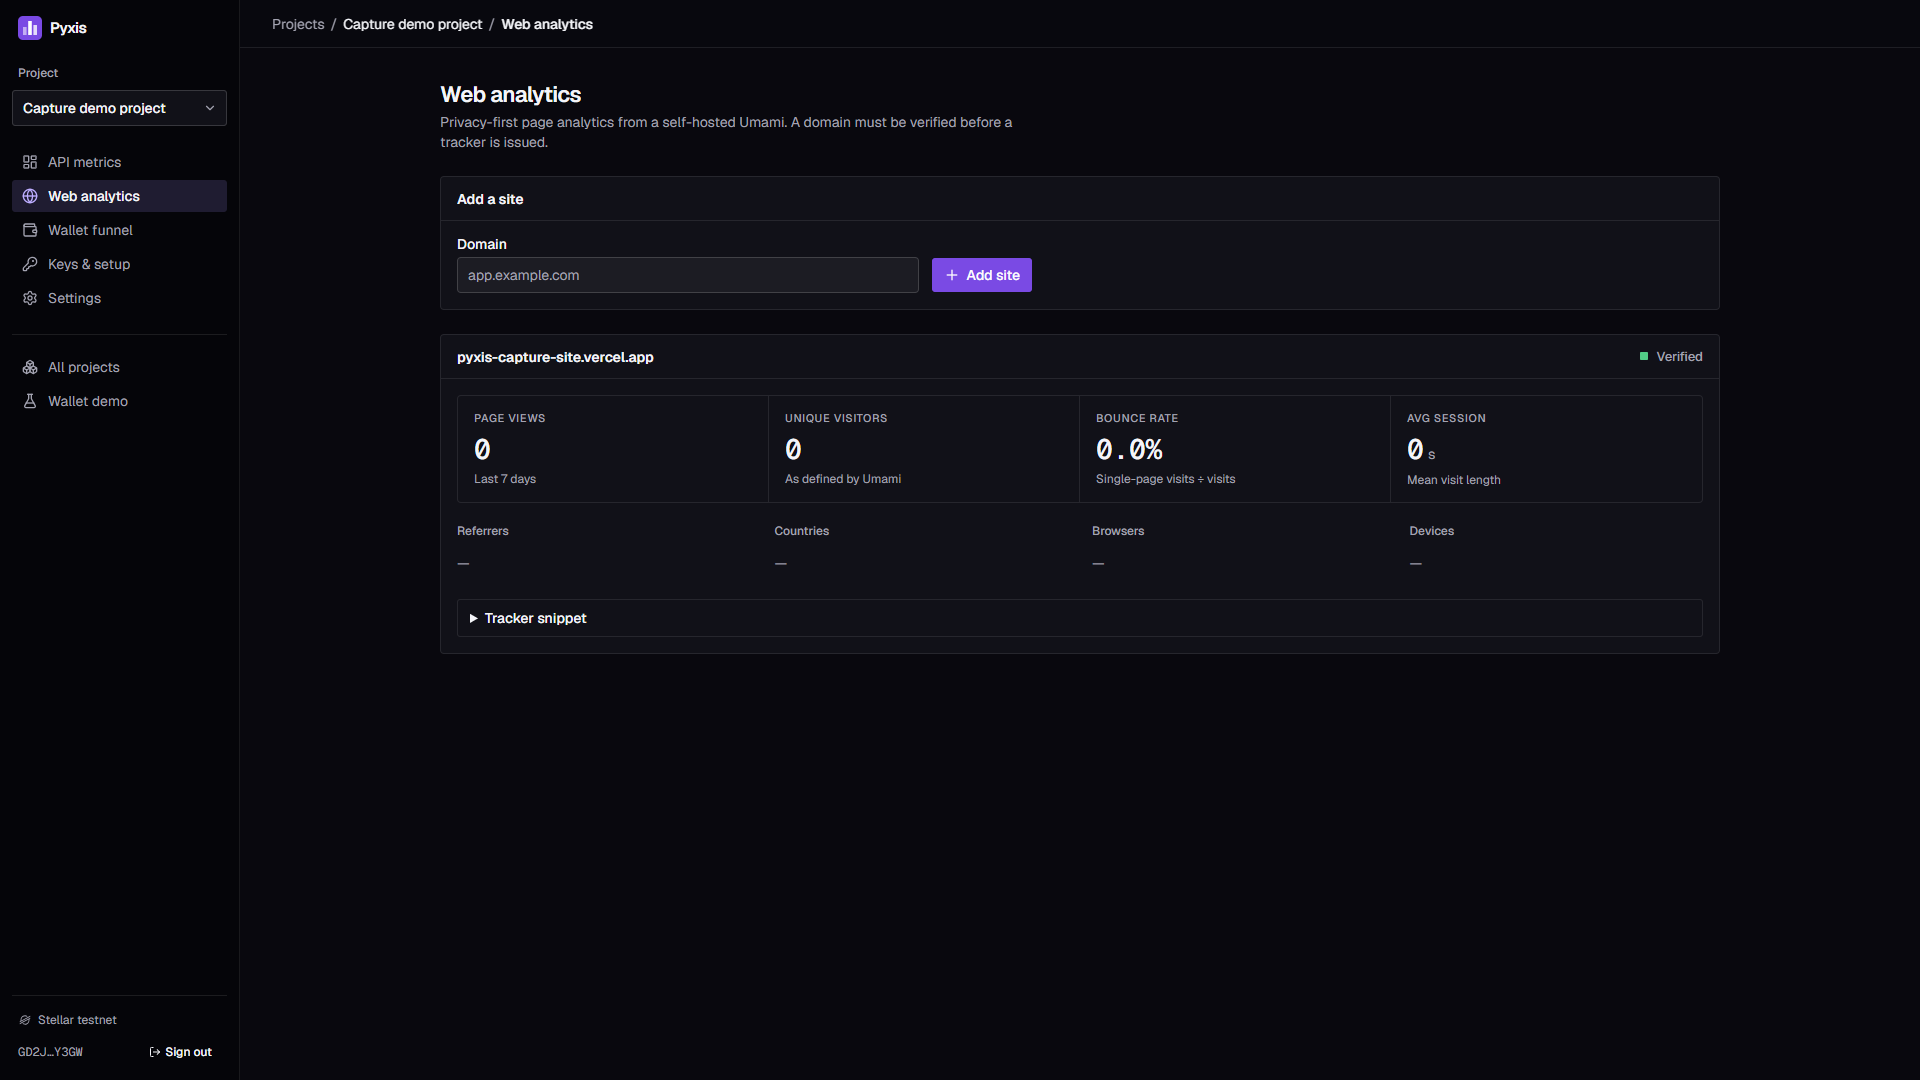 Pyxis
Project
Capture demo project
API metrics
Web analytics
Wallet funnel
Keys & setup
Settings
All projects
Wallet demo
Stellar testnet
GD2J…Y3GW
Sign out
Projects / Capture demo project / Web analytics
Web analytics
Privacy-first page analytics from a self-hosted Umami. A domain must be verified before a
tracker is issued.
Add a site
Domain
app.example.com
Add site
pyxis-capture-site.vercel.app
Verified
PAGE VIEWS
0
Last 7 days
UNIQUE VISITORS
0
As defined by Umami
BOUNCE RATE
0.0%
Single-page visits ÷ visits
AVG SESSION
0 s
Mean visit length
Referrers
—
Countries
—
Browsers
—
Devices
—
Tracker snippet